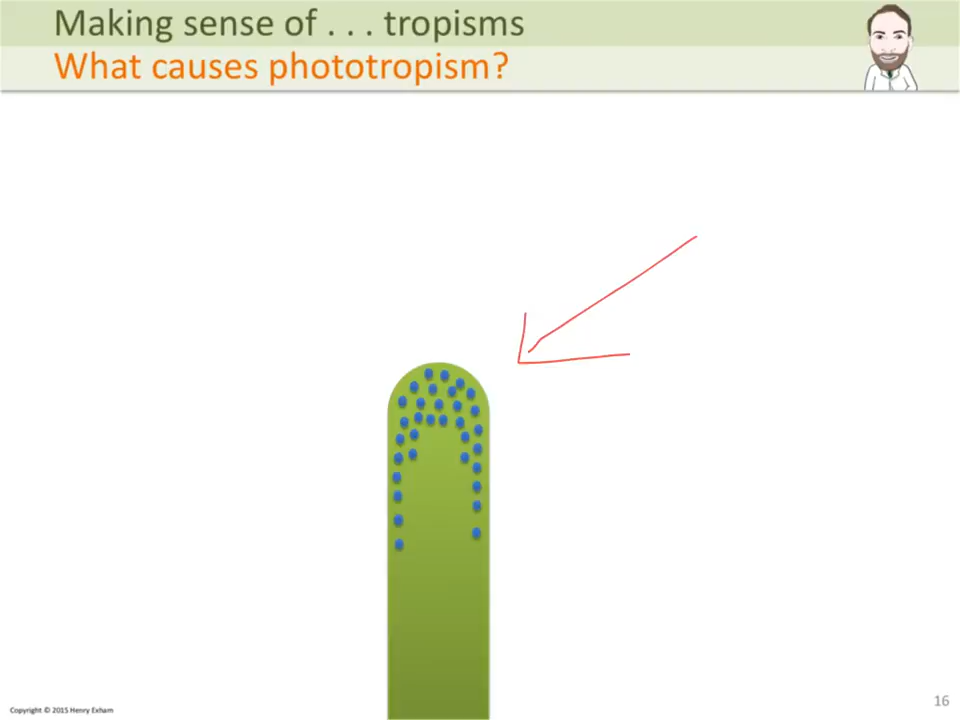 Making sense of . . . tropisms
What causes phototropism?
Copyright © 2015 Henry Exham
16